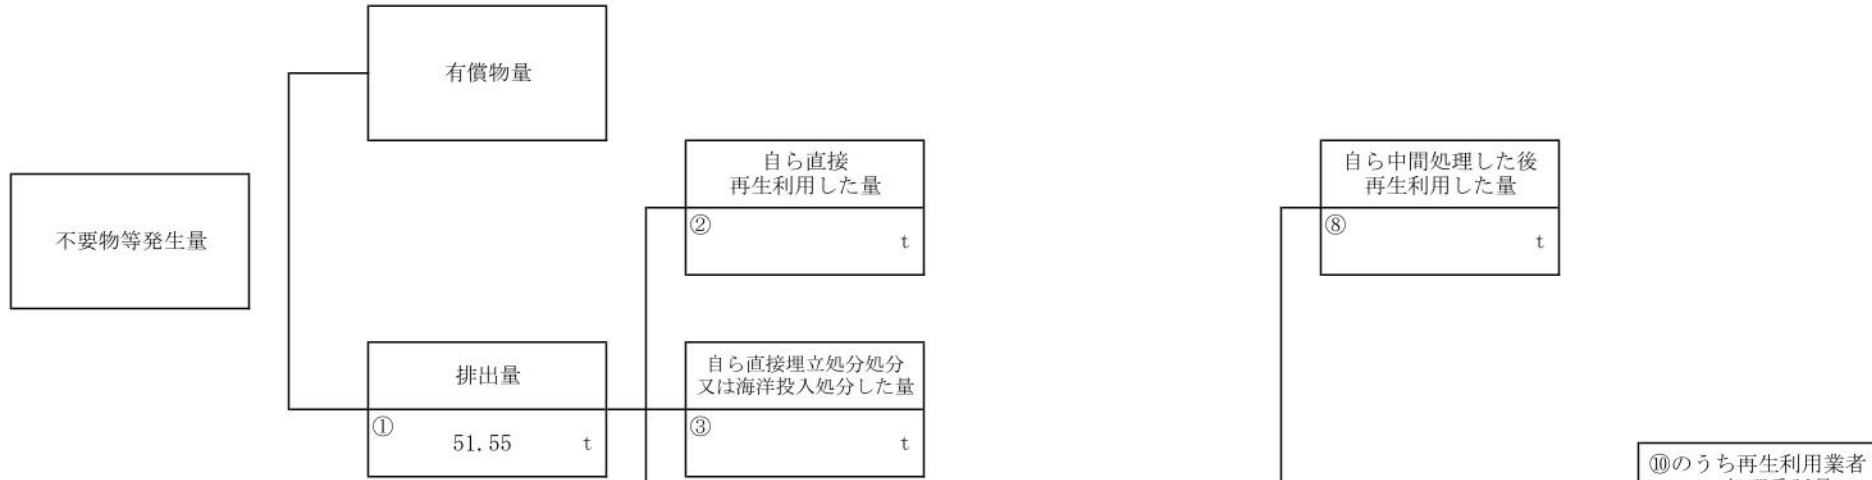 有償物量
自ら直接
再生利用した量
②
t
自ら中間処理した後
再生利用した量
⑧
t
不要物等発生量
排出量
①
51.55 t
自ら直接埋立処分処分
又は海洋投入処分した量
③
t
⑩のうち再生利用業者